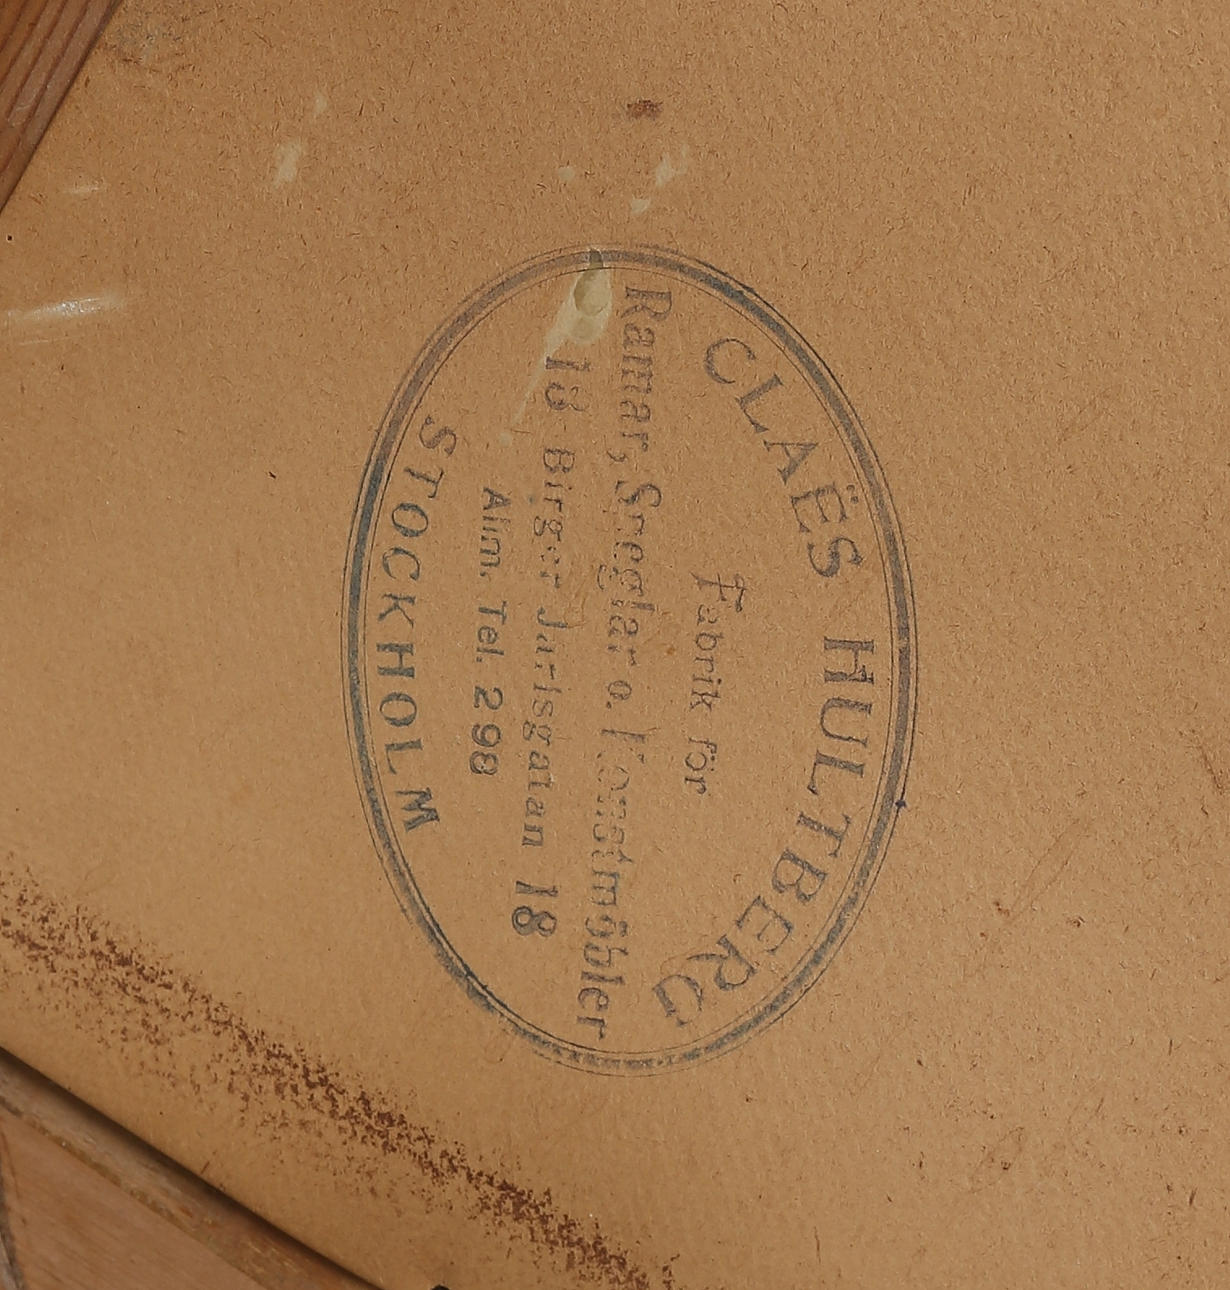 CLAËS HULTBERG
Fabrik för
Ramar, Speglar o. Konstmöbler
18 Birger Jarlsgatan 18
Allm. Tel. 298
STOCKHOLM